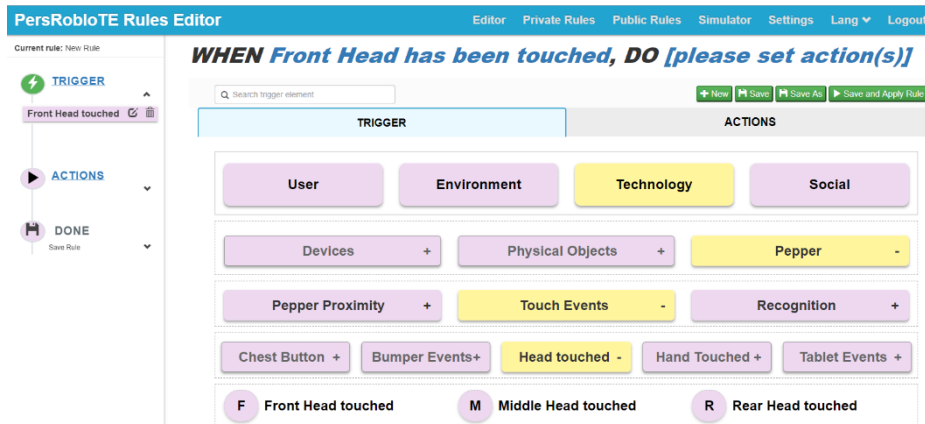 PersRobIoTE Rules Editor
Editor Private Rules Public Rules Simulator Settings Lang Logout
Current rule: New Rule
WHEN Front Head has been touched, DO [please set action(s)]
TRIGGER
Search trigger element
New Save Save As Save and Apply Rule
Front Head touched
TRIGGER ACTIONS
ACTIONS
User Environment Technology Social
DONE
Save Rule
Devices + Physical Objects + Pepper -
Pepper Proximity + Touch Events - Recognition +
Chest Button + Bumper Events+ Head touched - Hand Touched + Tablet Events +
F Front Head touched M Middle Head touched R Rear Head touched